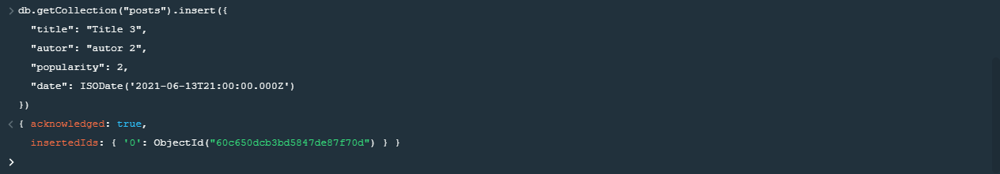 > db.getCollection("posts").insert({
"title": "Title 3",
"autor": "autor 2",
"popularity": 2,
"date": ISODate('2021-06-13T21:00:00.000Z')
})
< { acknowledged: true,
insertedIds: { '0': ObjectId("60c650dcb3bd5847de87f70d") } }
>